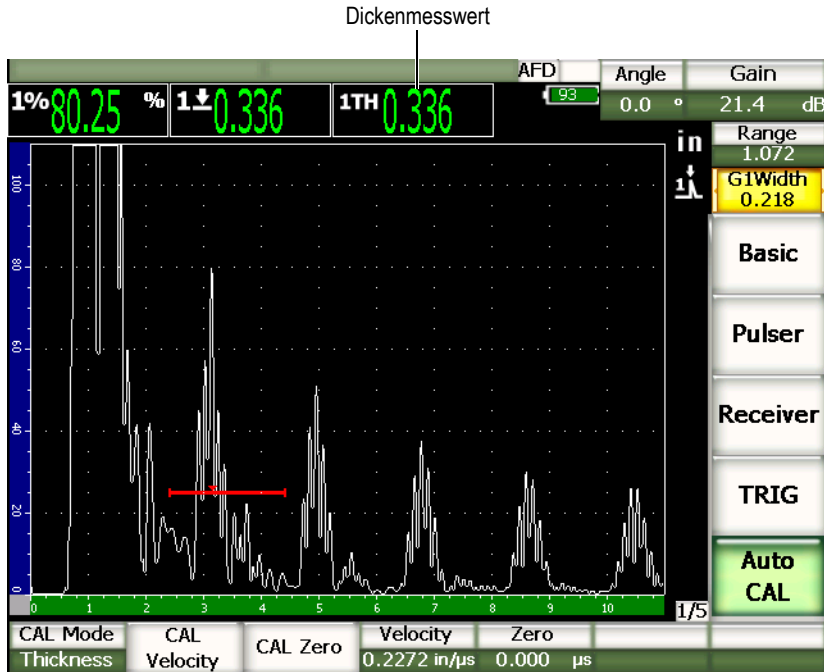 Dickenmesswert
AFD
Angle
Gain
1% 80.25 %
1 0.336
1TH 0.336
93
0.0 °
21.4 dB
in
Range
1.072
1
G1Width
0.218
100
80
60
40
20
0
Basic
Pulser
Receiver
TRIG
Auto
CAL
0 1 2 3 4 5 6 7 8 9 10
1/5
CAL Mode
Thickness
CAL
Velocity
CAL Zero
Velocity
0.2272 in/µs
Zero
0.000 µs